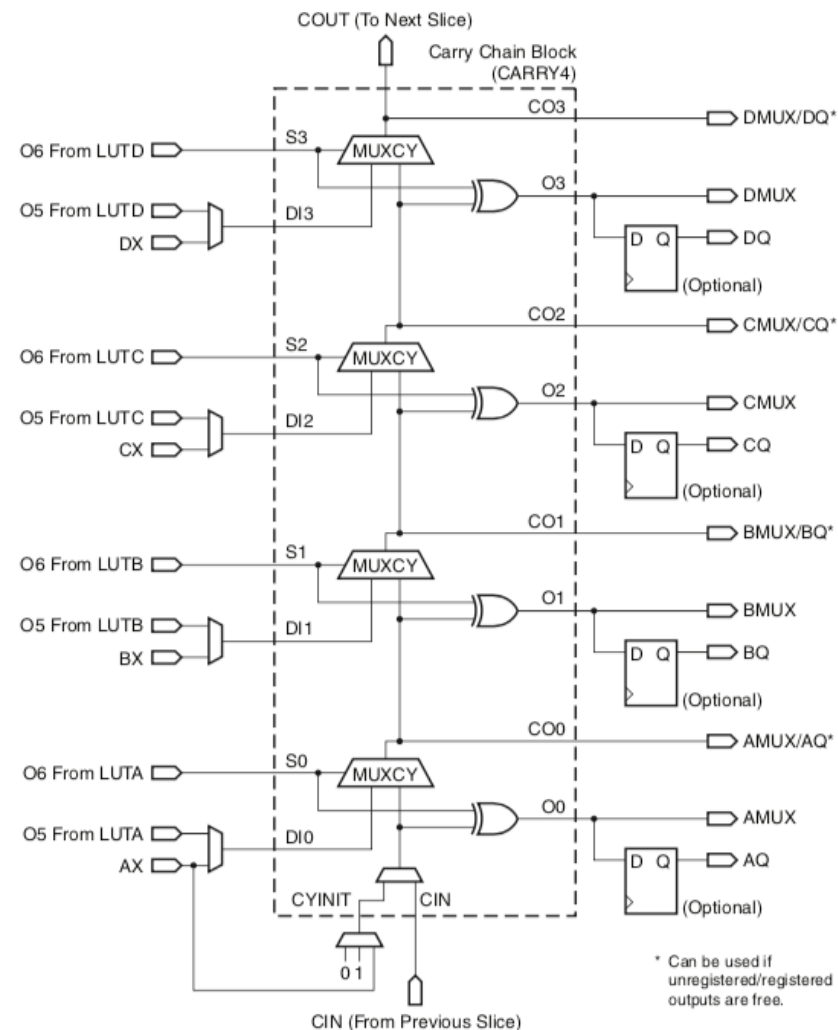 COUT (To Next Slice)
Carry Chain Block
(CARRY4)
CO3
DMUX/DQ*
O6 From LUTD
S3
MUXCY
O3
DMUX
O5 From LUTD
DI3
DX
D Q
DQ
(Optional)
CO2
CMUX/CQ*
O6 From LUTC
S2
MUXCY
O2
CMUX
O5 From LUTC
DI2
CX
D Q
CQ
(Optional)
CO1
BMUX/BQ*
O6 From LUTB
S1
MUXCY
O1
BMUX
O5 From LUTB
DI1
BX
D Q
BQ
(Optional)
CO0
AMUX/AQ*
O6 From LUTA
S0
MUXCY
O0
AMUX
O5 From LUTA
DI0
AX
D Q
AQ
(Optional)
CYINIT
CIN
0 1
* Can be used if
unregistered/registered
outputs are free.
CIN (From Previous Slice)